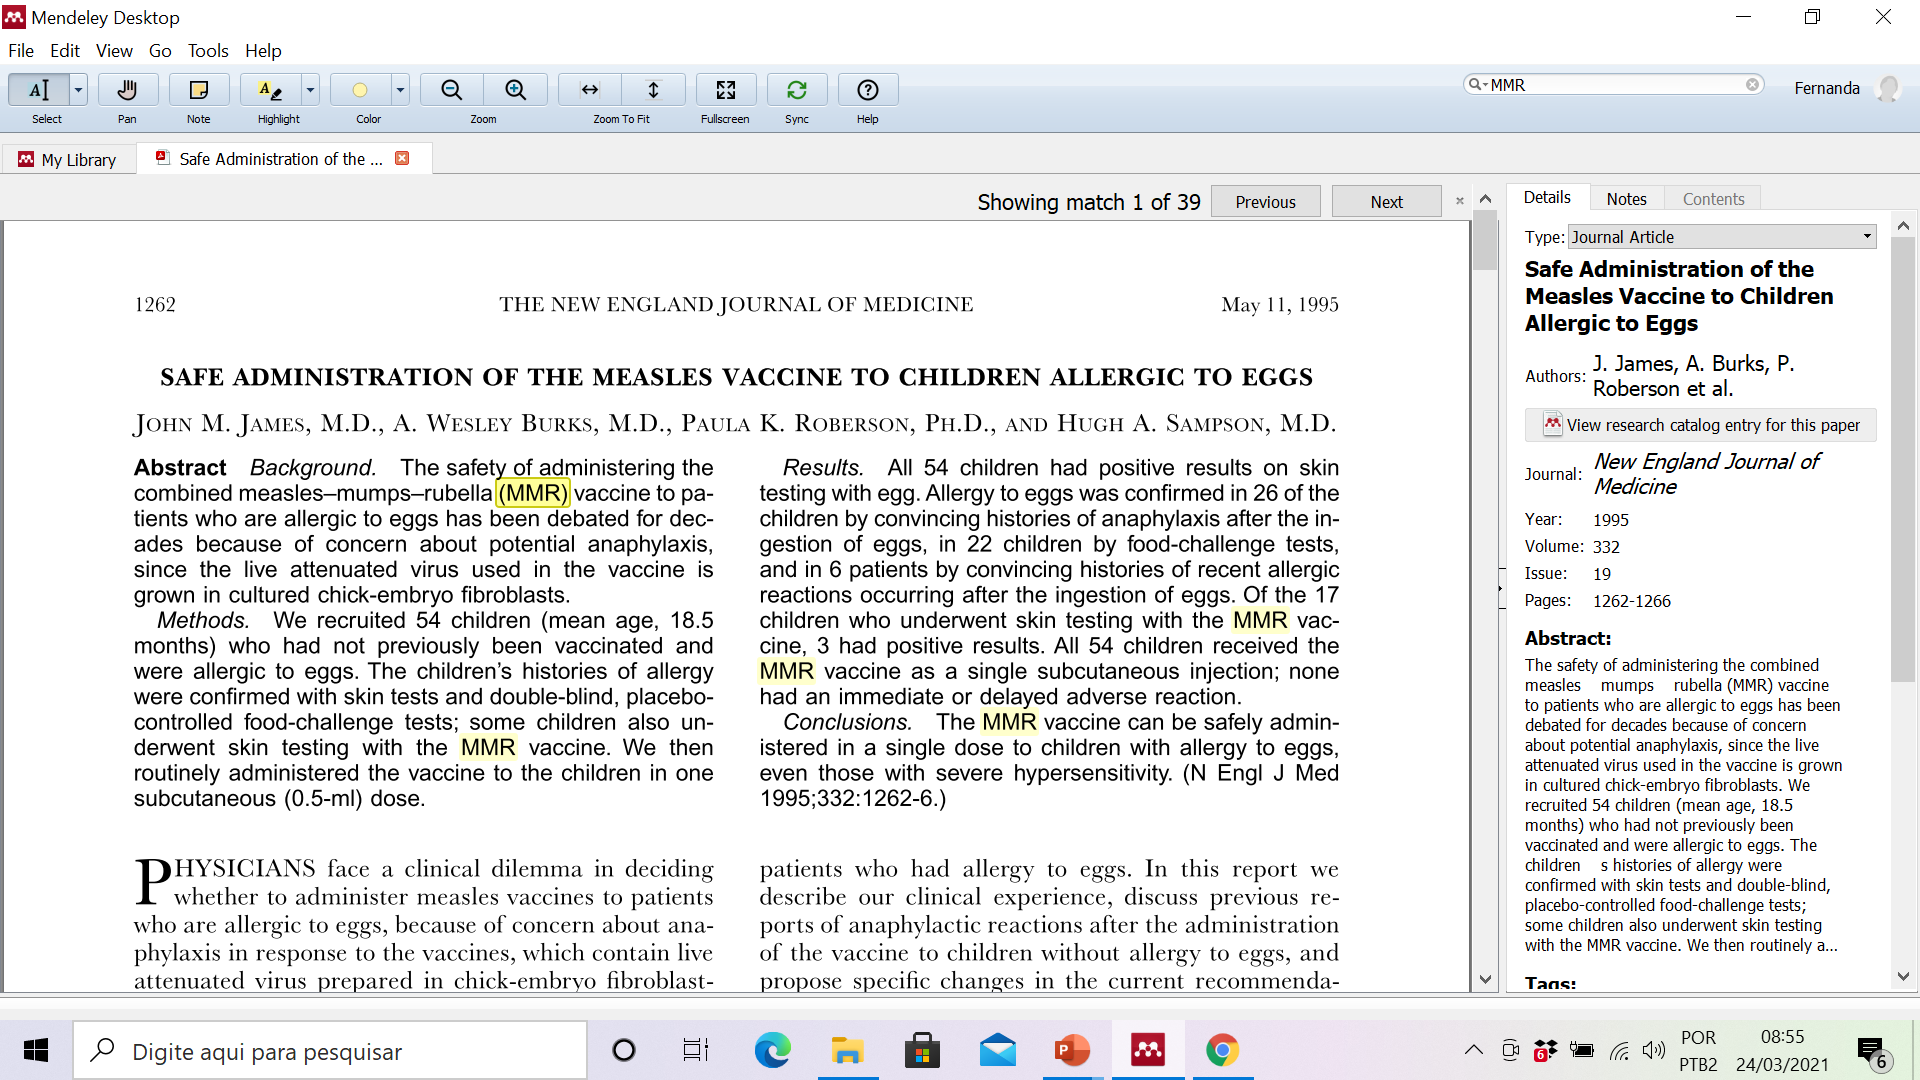 Mendeley Desktop
File Edit View Go Tools Help
MMR
Fernanda
Select Pan Note Highlight Color Zoom Zoom To Fit Fullscreen Sync Help
My Library
Safe Administration of the ...
Showing match 1 of 39
Previous
Next
1262
THE NEW ENGLAND JOURNAL OF MEDICINE
May 11, 1995
SAFE ADMINISTRATION OF THE MEASLES VACCINE TO CHILDREN ALLERGIC TO EGGS
JOHN M. JAMES, M.D., A. WESLEY BURKS, M.D., PAULA K. ROBERSON, PH.D., AND HUGH A. SAMPSON, M.D.
Abstract Background. The safety of administering the
combined measles–mumps–rubella (MMR) vaccine to pa-
tients who are allergic to eggs has been debated for dec-
ades because of concern about potential anaphylaxis,
since the live attenuated virus used in the vaccine is
grown in cultured chick-embryo fibroblasts.
Methods. We recruited 54 children (mean age, 18.5
months) who had not previously been vaccinated and
were allergic to eggs. The children’s histories of allergy
were confirmed with skin tests and double-blind, placebo-
controlled food-challenge tests; some children also un-
derwent skin testing with the MMR vaccine. We then
routinely administered the vaccine to the children in one
subcutaneous (0.5-ml) dose.
Results. All 54 children had positive results on skin
testing with egg. Allergy to eggs was confirmed in 26 of the
children by convincing histories of anaphylaxis after the in-
gestion of eggs, in 22 children by food-challenge tests,
and in 6 patients by convincing histories of recent allergic
reactions occurring after the ingestion of eggs. Of the 17
children who underwent skin testing with the MMR vac-
cine, 3 had positive results. All 54 children received the
MMR vaccine as a single subcutaneous injection; none
had an immediate or delayed adverse reaction.
Conclusions. The MMR vaccine can be safely admin-
istered in a single dose to children with allergy to eggs,
even those with severe hypersensitivity. (N Engl J Med
1995;332:1262-6.)
PHYSICIANS face a clinical dilemma in deciding
whether to administer measles vaccines to patients
who are allergic to eggs, because of concern about ana-
phylaxis in response to the vaccines, which contain live
attenuated virus prepared in chick-embryo fibroblast-
patients who had allergy to eggs. In this report we
describe our clinical experience, discuss previous re-
ports of anaphylactic reactions after the administration
of the vaccine to children without allergy to eggs, and
propose specific changes in the current recommenda-
Details Notes Contents
Type: Journal Article
Safe Administration of the
Measles Vaccine to Children
Allergic to Eggs
Authors: J. James, A. Burks, P.
Roberson et al.
View research catalog entry for this paper
Journal: New England Journal of
Medicine
Year: 1995
Volume: 332
Issue: 19
Pages: 1262-1266
Abstract:
The safety of administering the combined
measles mumps rubella (MMR) vaccine
to patients who are allergic to eggs has been
debated for decades because of concern
about potential anaphylaxis, since the live
attenuated virus used in the vaccine is grown
in cultured chick-embryo fibroblasts. We
recruited 54 children (mean age, 18.5
months) who had not previously been
vaccinated and were allergic to eggs. The
children s histories of allergy were
confirmed with skin tests and double-blind,
placebo-controlled food-challenge tests;
some children also underwent skin testing
with the MMR vaccine. We then routinely a...
Tags:
Digite aqui para pesquisar
6
POR
PTB2
08:55
24/03/2021
6